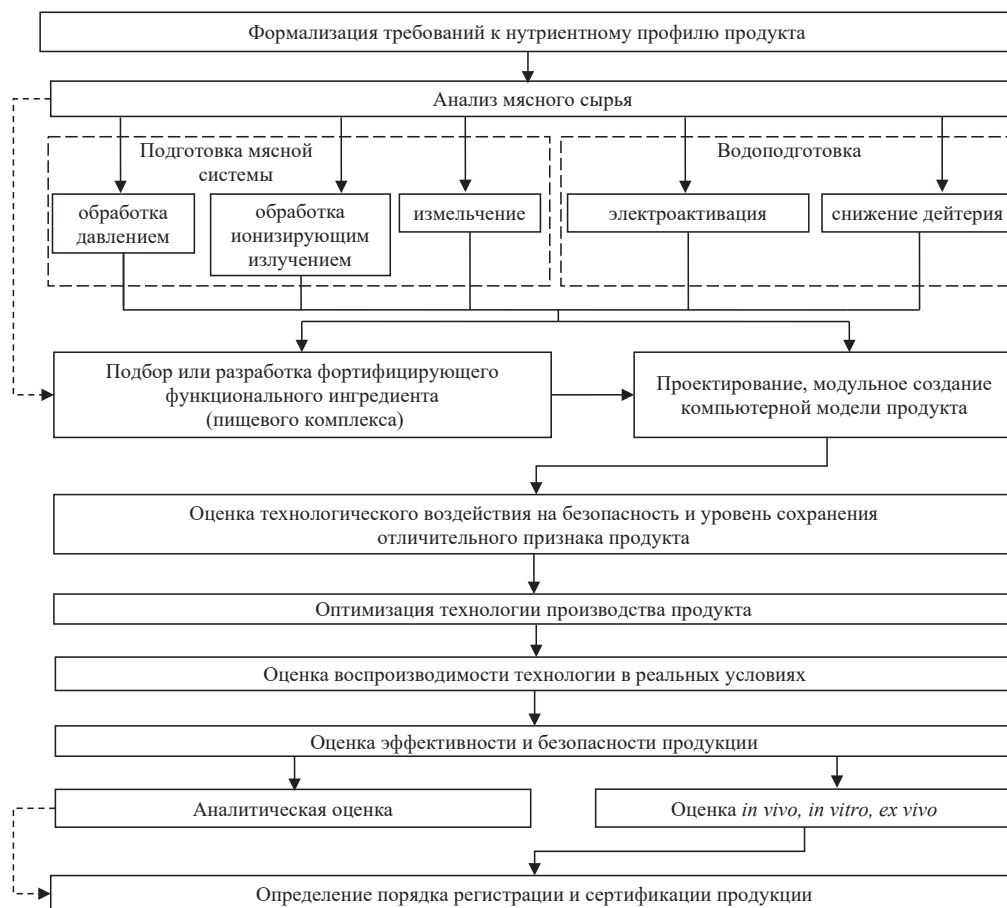 Формализация требований к нутриентному профилю продукта
Анализ мясного сырья
Подготовка мясной
системы
Водоподготовка
обработка
давлением
обработка
ионизирующим
излучением
измельчение
электроактивация
снижение дейтерия
Подбор или разработка фортифицирующего
функционального ингредиента
(пищевого комплекса)
Проектирование, модульное создание
компьютерной модели продукта
Оценка технологического воздействия на безопасность и уровень сохранения
отличительного признака продукта
Оптимизация технологии производства продукта
Оценка воспроизводимости технологии в реальных условиях
Оценка эффективности и безопасности продукции
Аналитическая оценка
Оценка in vivo, in vitro, ex vivo
Определение порядка регистрации и сертификации продукции